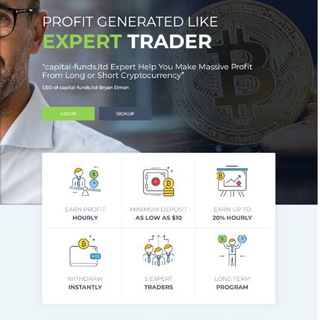 PROFIT GENERATED LIKE
EXPERT TRADER
"capital-funds.ltd Expert Help You Make Massive Profit
From Long or Short Cryptocurrency"
CEO of capital-funds.ltd-Bryan Simon
LOGIN SIGNUP
EARN PROFIT
HOURLY
MINIMUM DEPOSIT
AS LOW AS $10
EARN UP TO
20% HOURLY
WITHDRAW
INSTANTLY
5 EXPERT
TRADERS
LONG TERM
PROGRAM